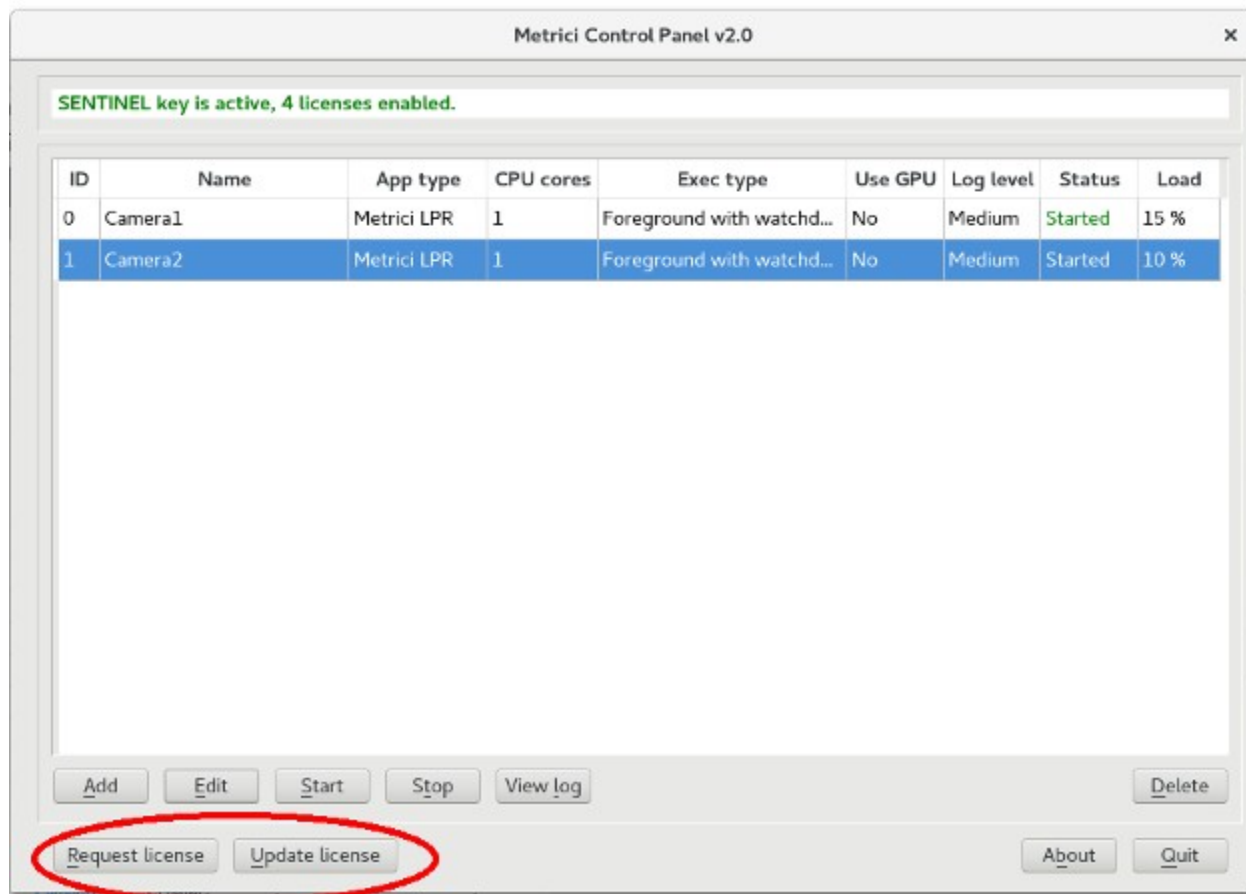 Metrici Control Panel v2.0 ×
SENTINEL key is active, 4 licenses enabled.
ID Name App type CPU cores Exec type Use GPU Log level Status Load
0 Camera1 Metrici LPR 1 Foreground with watchd... No Medium Started 15 %
1 Camera2 Metrici LPR 1 Foreground with watchd... No Medium Started 10 %
Add Edit Start Stop View log Delete
Request license Update license About Quit